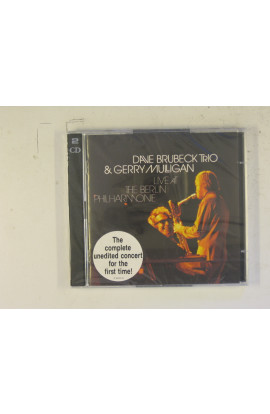 2
CD
DAVE BRUBECK TRIO
& GERRY MULLIGAN
LIVE AT
THE BERLIN
PHILHARMONIE
The
complete
unedited concert
for the
first time!